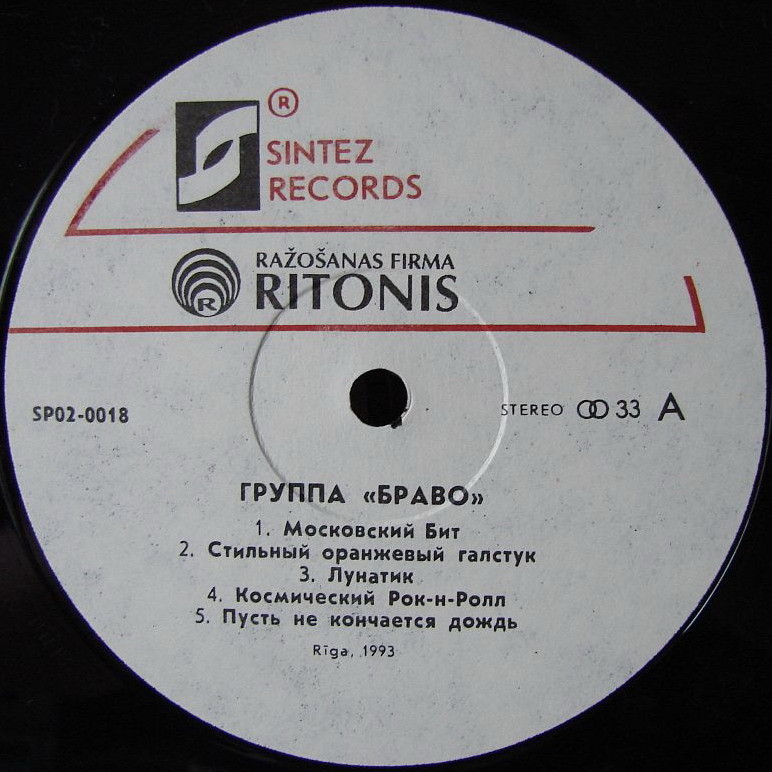 ®
SINTEZ
RECORDS
RAŽOŠANAS FIRMA
RITONIS
R
SP02-0018
STEREO 33 A
ГРУППА «БРАВО»
1. Московский Бит
2. Стильный оранжевый галстук
3. Лунатик
4. Космический Рок-н-Ролл
5. Пусть не кончается дождь
Rīga, 1993